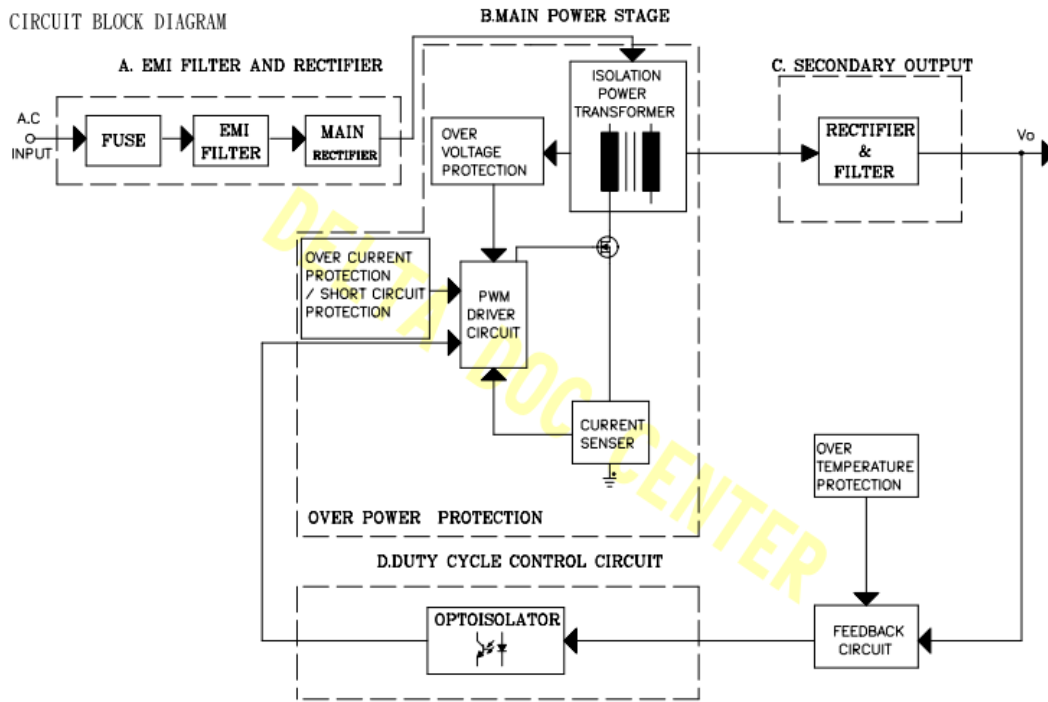 CIRCUIT BLOCK DIAGRAM
B.MAIN POWER STAGE
A. EMI FILTER AND RECTIFIER
C. SECONDARY OUTPUT
A.C
INPUT
FUSE
EMI
FILTER
MAIN
RECTIFIER
OVER
VOLTAGE
PROTECTION
ISOLATION
POWER
TRANSFORMER
RECTIFIER
&
FILTER
Vo
OVER CURRENT
PROTECTION
/ SHORT CIRCUIT
PROTECTION
PWM
DRIVER
CIRCUIT
CURRENT
SENSER
OVER
TEMPERATURE
PROTECTION
OVER POWER PROTECTION
D.DUTY CYCLE CONTROL CIRCUIT
OPTOISOLATOR
FEEDBACK
CIRCUIT
DELTA DOC CENTER